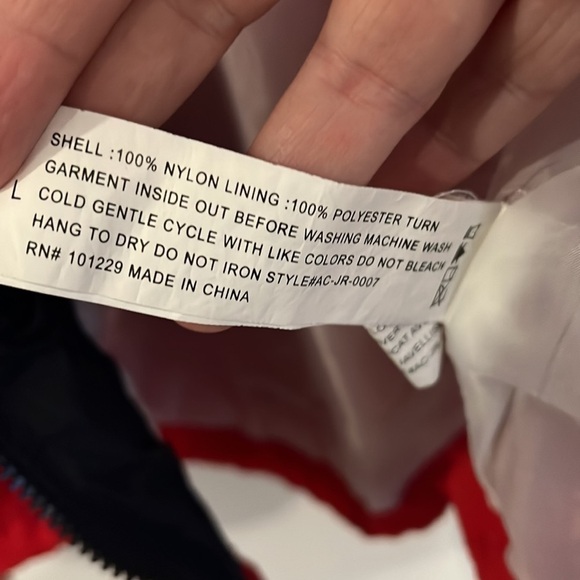 SHELL :100% NYLON LINING :100% POLYESTER TURN
GARMENT INSIDE OUT BEFORE WASHING MACHINE WASH
COLD GENTLE CYCLE WITH LIKE COLORS DO NOT BLEACH
HANG TO DRY DO NOT IRON STYLE#AC-JR-0007
RN# 101229 MADE IN CHINA
L